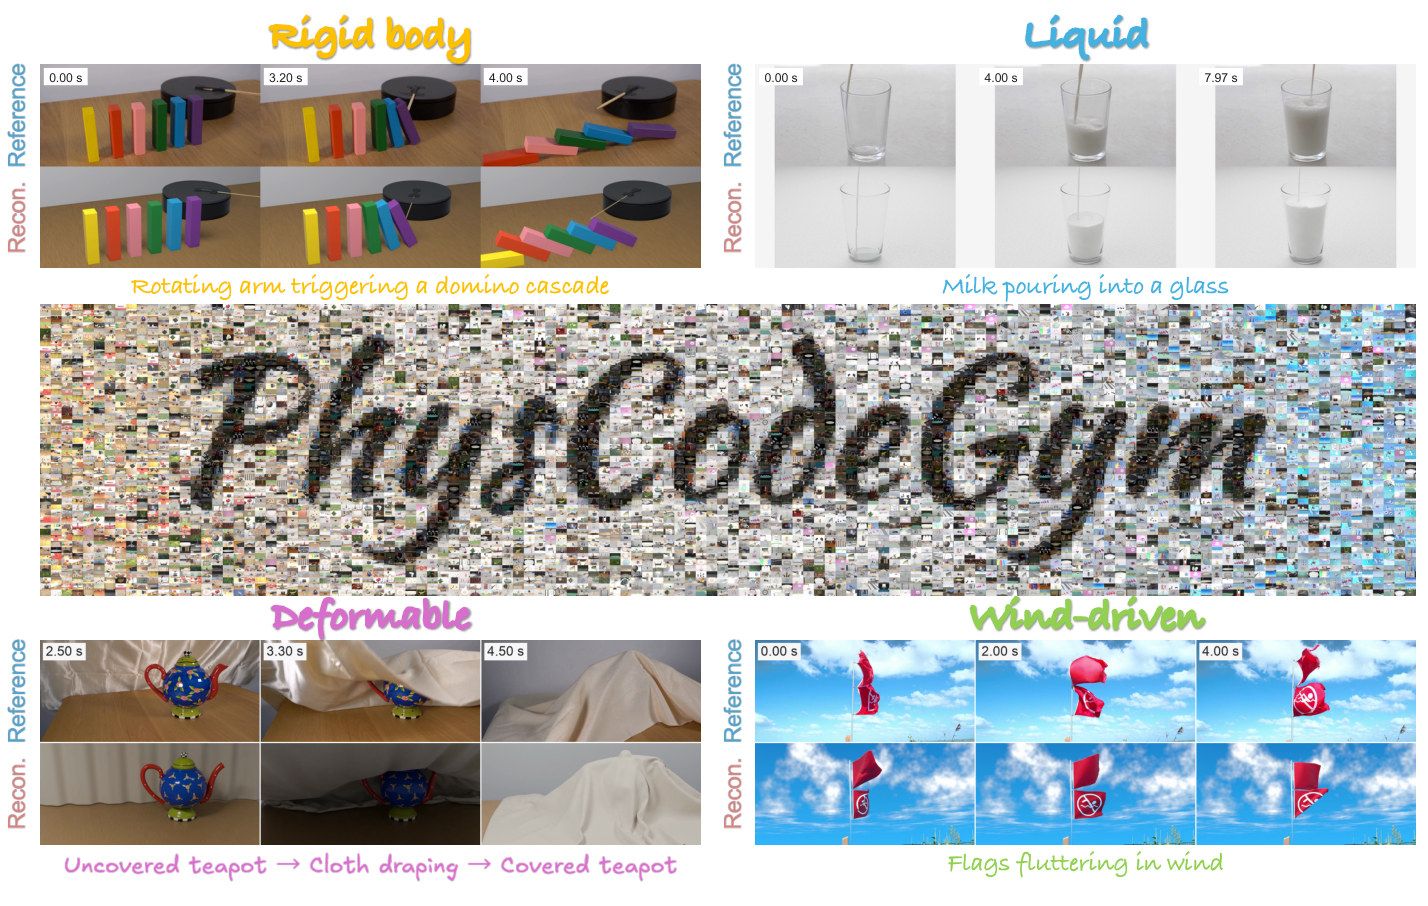 Rigid body
Reference
0.00 s
3.20 s
4.00 s
Recon.
Rotating arm triggering a domino cascade
Liquid
Reference
0.00 s
4.00 s
7.97 s
Recon.
Milk pouring into a glass
PhysCodeGym
Deformable
Reference
2.50 s
3.30 s
4.50 s
Recon.
Uncovered teapot → Cloth draping → Covered teapot
Wind-driven
Reference
0.00 s
2.00 s
4.00 s
Recon.
Flags fluttering in wind